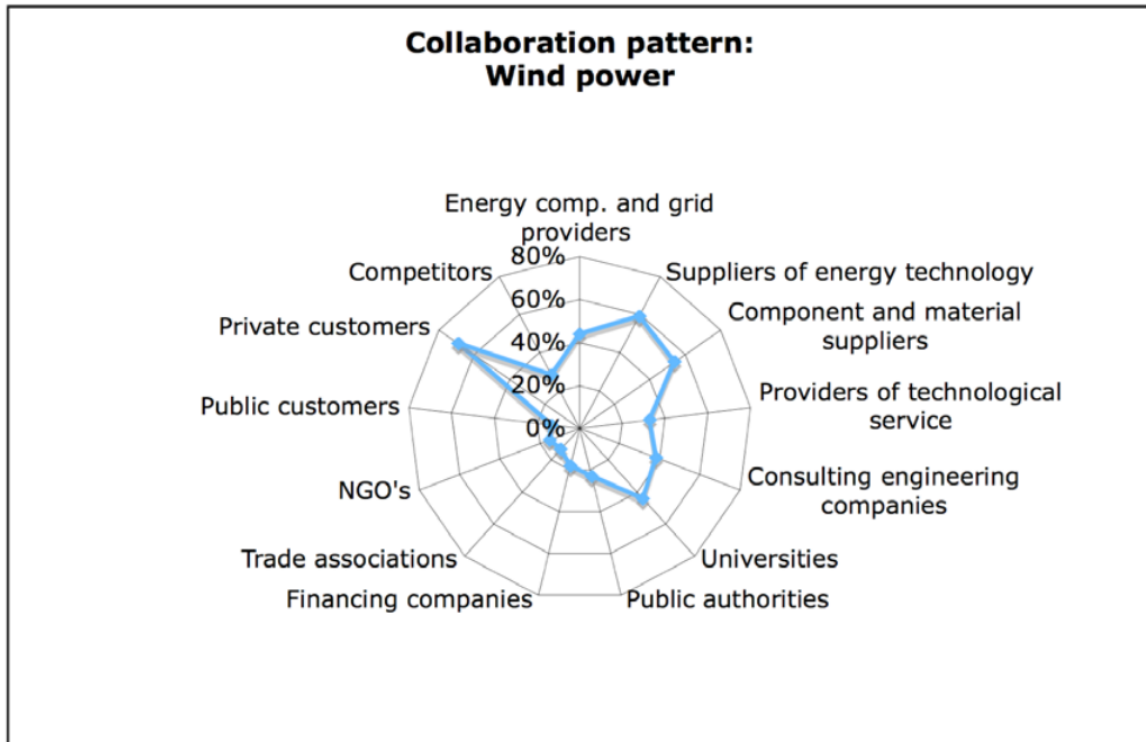 Collaboration pattern:
Wind power
Energy comp. and grid
providers
80%
Competitors
Suppliers of energy technology
60%
Component and material
suppliers
Private customers
40%
20%
Providers of technological
service
Public customers
0%
Consulting engineering
companies
NGO's
Trade associations
Universities
Financing companies
Public authorities